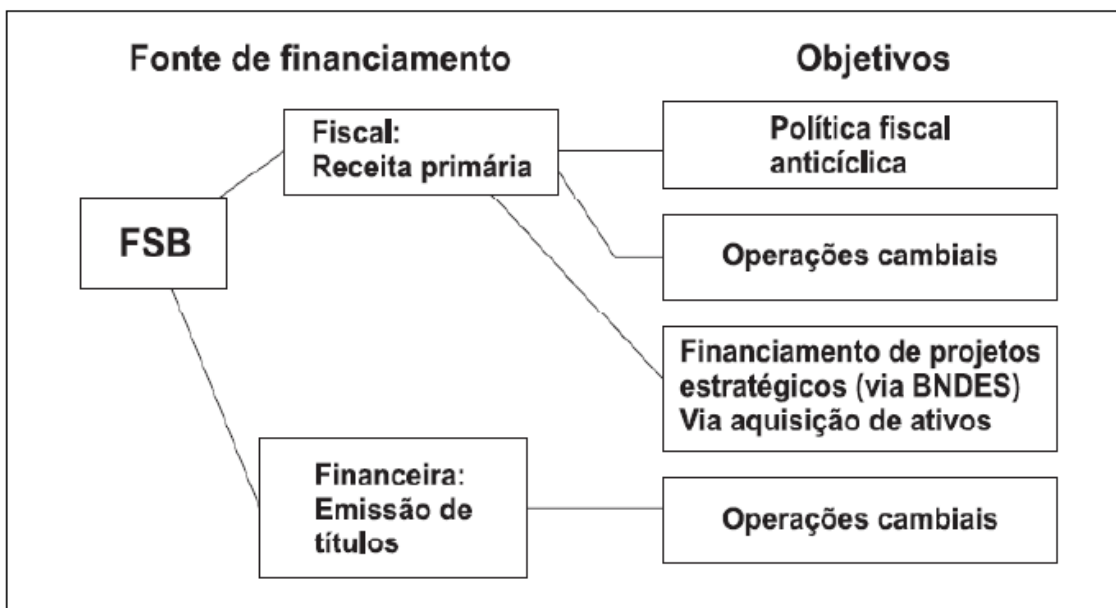 Fonte de financiamento
Objetivos
FSB
Fiscal:
Receita primária
Política fiscal
anticíclica
Operações cambiais
Financiamento de projetos
estratégicos (via BNDES)
Via aquisição de ativos
Financeira:
Emissão de
títulos
Operações cambiais